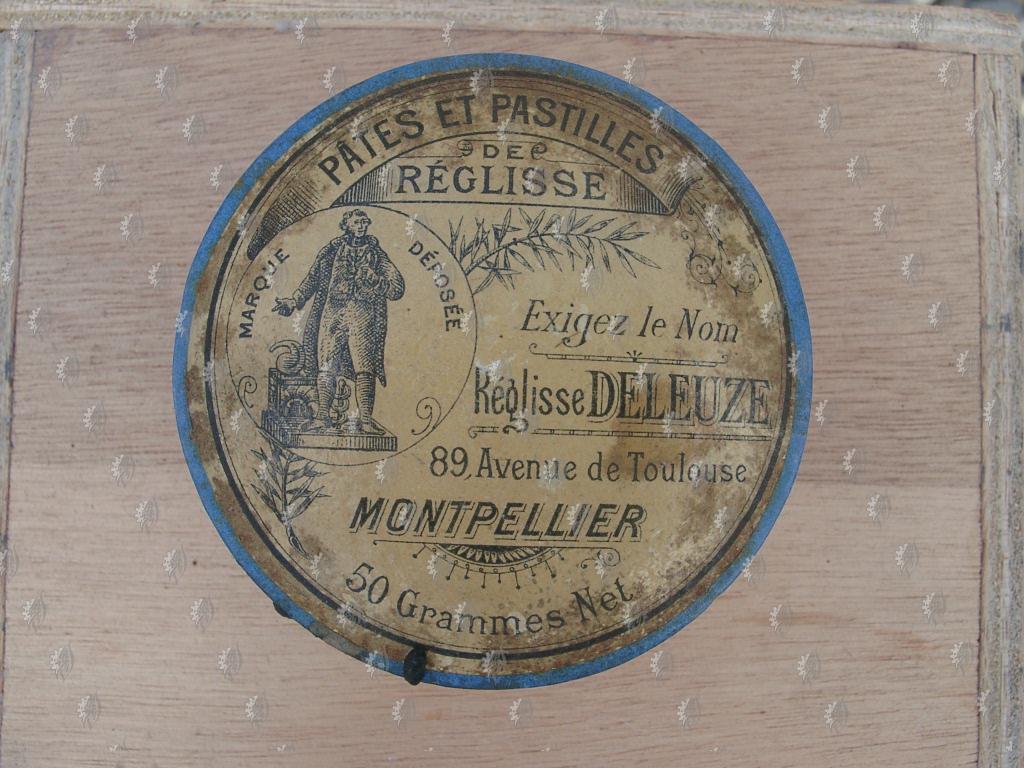 PÂTES ET PASTILLES
DE
RÉGLISSE
MARQUE DÉPOSÉE
Exigez le Nom
Réglisse DELEUZE
89, Avenue de Toulouse
MONTPELLIER
50 Grammes Net